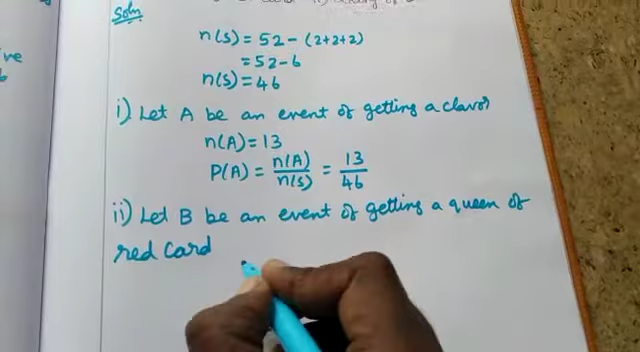 Soln
n(S) = 52 - (2+2+2)
= 52 - 6
n(S) = 46
i) Let A be an event of getting a clavor
n(A) = 13
P(A) = n(A)/n(S) = 13/46
ii) Let B be an event of getting a queen of
red card